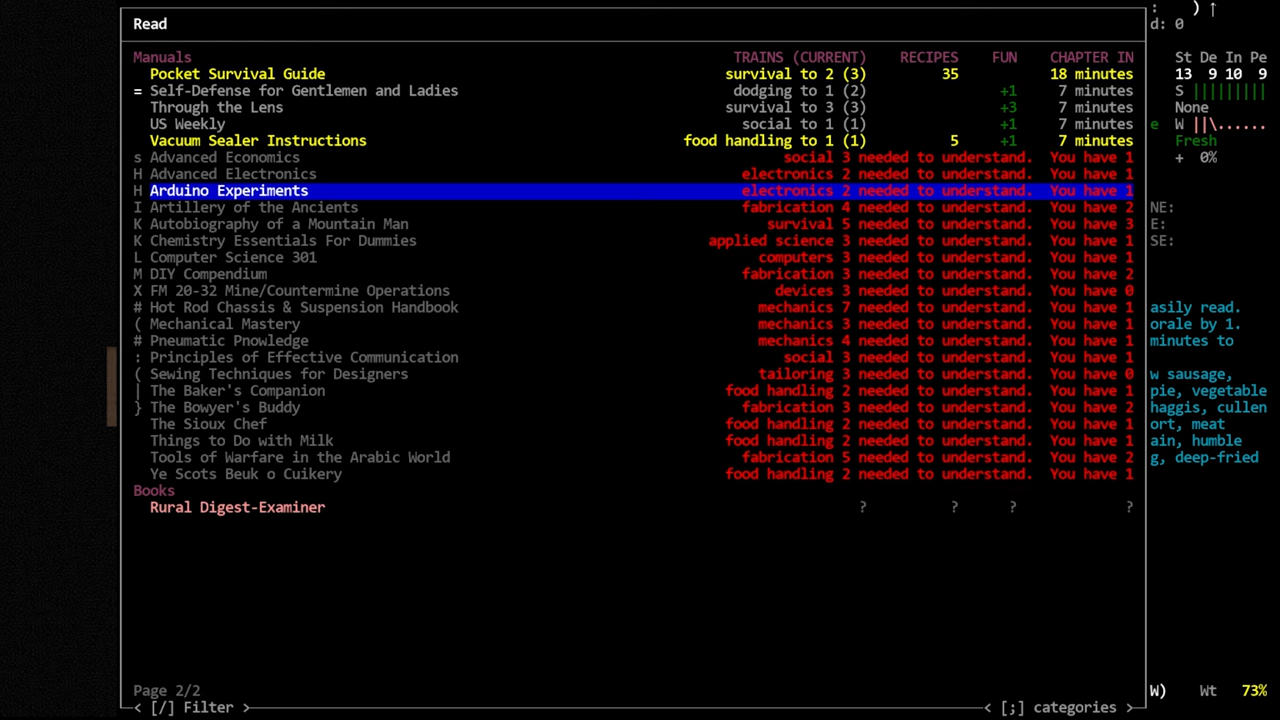 Read
: ) ↑
d: 0
Manuals TRAINS (CURRENT) RECIPES FUN CHAPTER IN
St De In Pe
Pocket Survival Guide survival to 2 (3) 35 18 minutes
13 9 10 9
= Self-Defense for Gentlemen and Ladies dodging to 1 (2) +1 7 minutes
S |||||||||
Through the Lens survival to 3 (3) +3 7 minutes
None
US Weekly social to 1 (1) +1 7 minutes
e W ||\......
Vacuum Sealer Instructions food handling to 1 (1) 5 +1 7 minutes
Fresh
s Advanced Economics social 3 needed to understand. You have 1
+ 0%
H Advanced Electronics electronics 2 needed to understand. You have 1
H Arduino Experiments electronics 2 needed to understand. You have 1
I Artillery of the Ancients fabrication 4 needed to understand. You have 2
NE:
K Autobiography of a Mountain Man survival 5 needed to understand. You have 3
E:
K Chemistry Essentials For Dummies applied science 3 needed to understand. You have 1
SE:
L Computer Science 301 computers 3 needed to understand. You have 1
M DIY Compendium fabrication 3 needed to understand. You have 2
X FM 20-32 Mine/Countermine Operations devices 3 needed to understand. You have 0
# Hot Rod Chassis & Suspension Handbook mechanics 7 needed to understand. You have 1
asily read.
( Mechanical Mastery mechanics 3 needed to understand. You have 1
orale by 1.
# Pneumatic Pnowledge mechanics 4 needed to understand. You have 1
minutes to
: Principles of Effective Communication social 3 needed to understand. You have 1
( Sewing Techniques for Designers tailoring 3 needed to understand. You have 0
w sausage,
| The Baker's Companion food handling 2 needed to understand. You have 1
pie, vegetable
} The Bowyer's Buddy fabrication 3 needed to understand. You have 2
haggis, cullen
The Sioux Chef food handling 2 needed to understand. You have 1
ort, meat
Things to Do with Milk food handling 2 needed to understand. You have 1
ain, humble
Tools of Warfare in the Arabic World fabrication 5 needed to understand. You have 2
g, deep-fried
Ye Scots Beuk o Cuikery food handling 2 needed to understand. You have 1
Books
Rural Digest-Examiner ? ? ? ?
Page 2/2
W) Wt 73%
< [/] Filter >
< [;] categories >